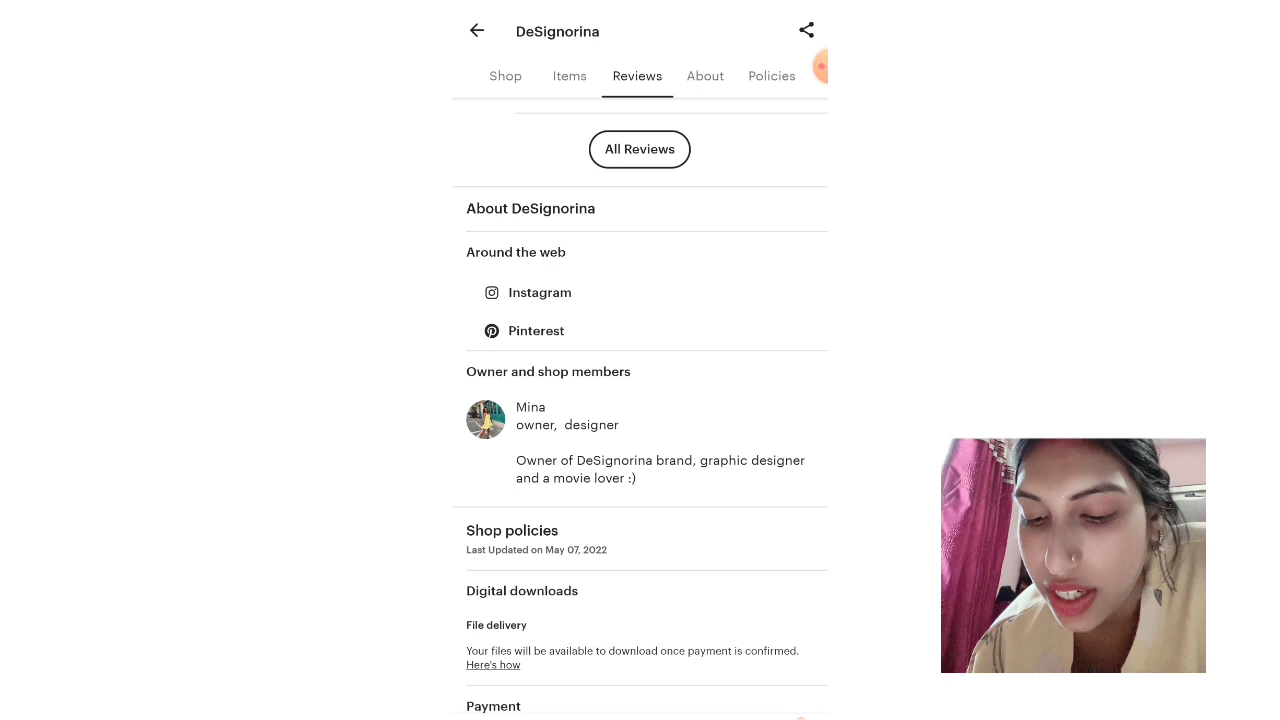 DeSignorina
Shop Items Reviews About Policies
All Reviews
About DeSignorina
Around the web
Instagram
Pinterest
Owner and shop members
Mina
owner, designer
Owner of DeSignorina brand, graphic designer
and a movie lover :)
Shop policies
Last Updated on May 07, 2022
Digital downloads
File delivery
Your files will be available to download once payment is confirmed.
Here's how
Payment